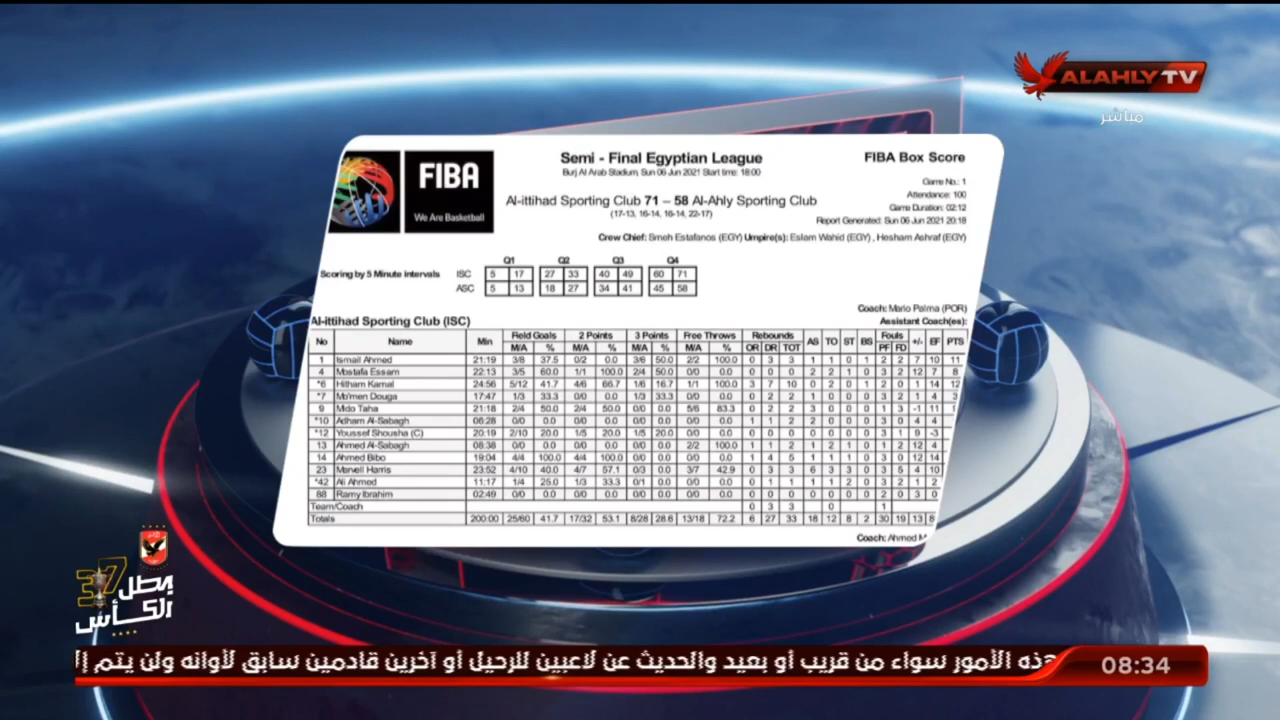 ALAHLY TV
مباشر
FIBA
We Are Basketball
Semi - Final Egyptian League
Burj Al Arab Stadium, Sun 06 Jun 2021 Start time: 18:00
Al-ittihad Sporting Club 71 – 58 Al-Ahly Sporting Club
(17-13, 16-14, 16-14, 22-17)
FIBA Box Score
Game No.: 1
Attendance: 100
Game Duration: 02:12
Report Generated: Sun 06 Jun 2021 20:18
Crew Chief: Smeh Estafanos (EGY) Umpire(s): Eslam Wahid (EGY) , Hesham Ashraf (EGY)
Q1 Q2 Q3 Q4
Scoring by 5 Minute Intervals ISC 5 17 27 33 40 49 60 71
ASC 5 13 18 27 34 41 45 58
Coach: Mario Palma (POR)
Al-ittihad Sporting Club (ISC) Assistant Coach(es):
No Name Min Field Goals 2 Points 3 Points Free Throws Rebounds AS TO ST BS Fouls +/- EF PTS
M/A % M/A % M/A % M/A % OR DR TOT PF FD
1 Ismail Ahmed 21:19 3/8 37.5 0/2 0.0 3/6 50.0 2/2 100.0 0 3 3 1 1 0 1 2 2 7 10 11
4 Mostafa Essam 22:13 3/5 60.0 1/1 100.0 2/4 50.0 0/0 0.0 0 0 0 2 2 1 0 3 2 12 7 8
*6 Hitham Kamal 24:56 5/12 41.7 4/6 66.7 1/6 16.7 1/1 100.0 3 7 10 0 2 0 1 2 0 1 14 12
*7 Mo'men Douga 17:47 1/3 33.3 0/0 0.0 1/3 33.3 0/0 0.0 0 2 2 1 0 0 0 3 2 1 4 3
9 Mido Taha 21:18 2/4 50.0 2/4 50.0 0/0 0.0 5/6 83.3 0 2 2 3 0 0 0 1 3 -1 11
*10 Adham Al-Sabagh 06:28 0/0 0.0 0/0 0.0 0/0 0.0 0/0 0.0 1 1 2 2 0 0 0 3 0 4 4
*12 Youssef Shousha (C) 20:19 2/10 20.0 1/5 20.0 1/5 20.0 0/0 0.0 0 0 0 0 0 0 0 3 1 9 -3
13 Ahmed Al-Sabagh 08:38 0/0 0.0 0/0 0.0 0/0 0.0 2/2 100.0 1 1 2 1 2 1 0 0 1 2 12 4
14 Ahmed Bibo 19:04 4/4 100.0 4/4 100.0 0/0 0.0 0/0 0.0 1 4 5 1 1 1 0 3 0 12 14
23 Marvell Harris 23:52 4/10 40.0 4/7 57.1 0/3 0.0 3/7 42.9 0 3 3 6 3 3 0 3 5 4 10
*42 Ali Ahmed 11:17 1/4 25.0 1/3 33.3 0/1 0.0 0/0 0.0 0 1 1 1 1 2 0 3 2 1 2
88 Ramy Ibrahim 02:49 0/0 0.0 0/0 0.0 0/0 0.0 0/0 0.0 0 0 0 0 0 0 0 2 0 3 0
Team/Coach 0 3 3 0 1
Totals 200:00 25/60 41.7 17/32 53.1 8/28 28.6 13/18 72.2 6 27 33 18 12 8 2 30 19 13 8
Coach: Ahmed M
37
بطل
الكأس
هذه الأمور سواء من قريب أو بعيد والحديث عن لاعبين للرحيل أو آخرين قادمين سابق لأوانه ولن يتم
08:34